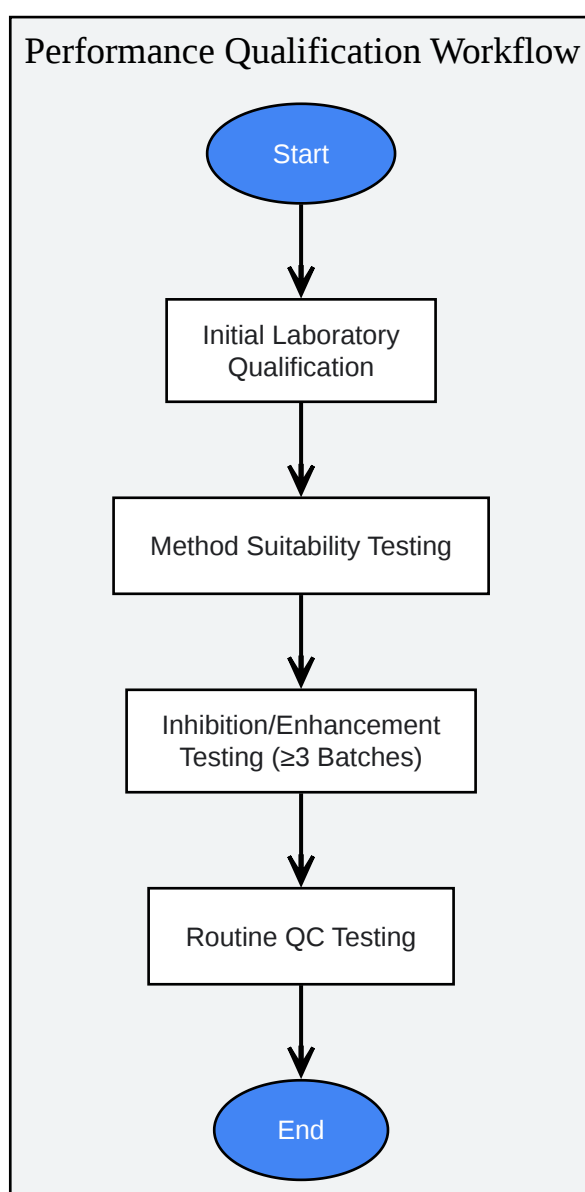 Performance Qualification Workflow
Start
Initial Laboratory
Qualification
Method Suitability Testing
Inhibition/Enhancement
Testing (≥3 Batches)
Routine QC Testing
End